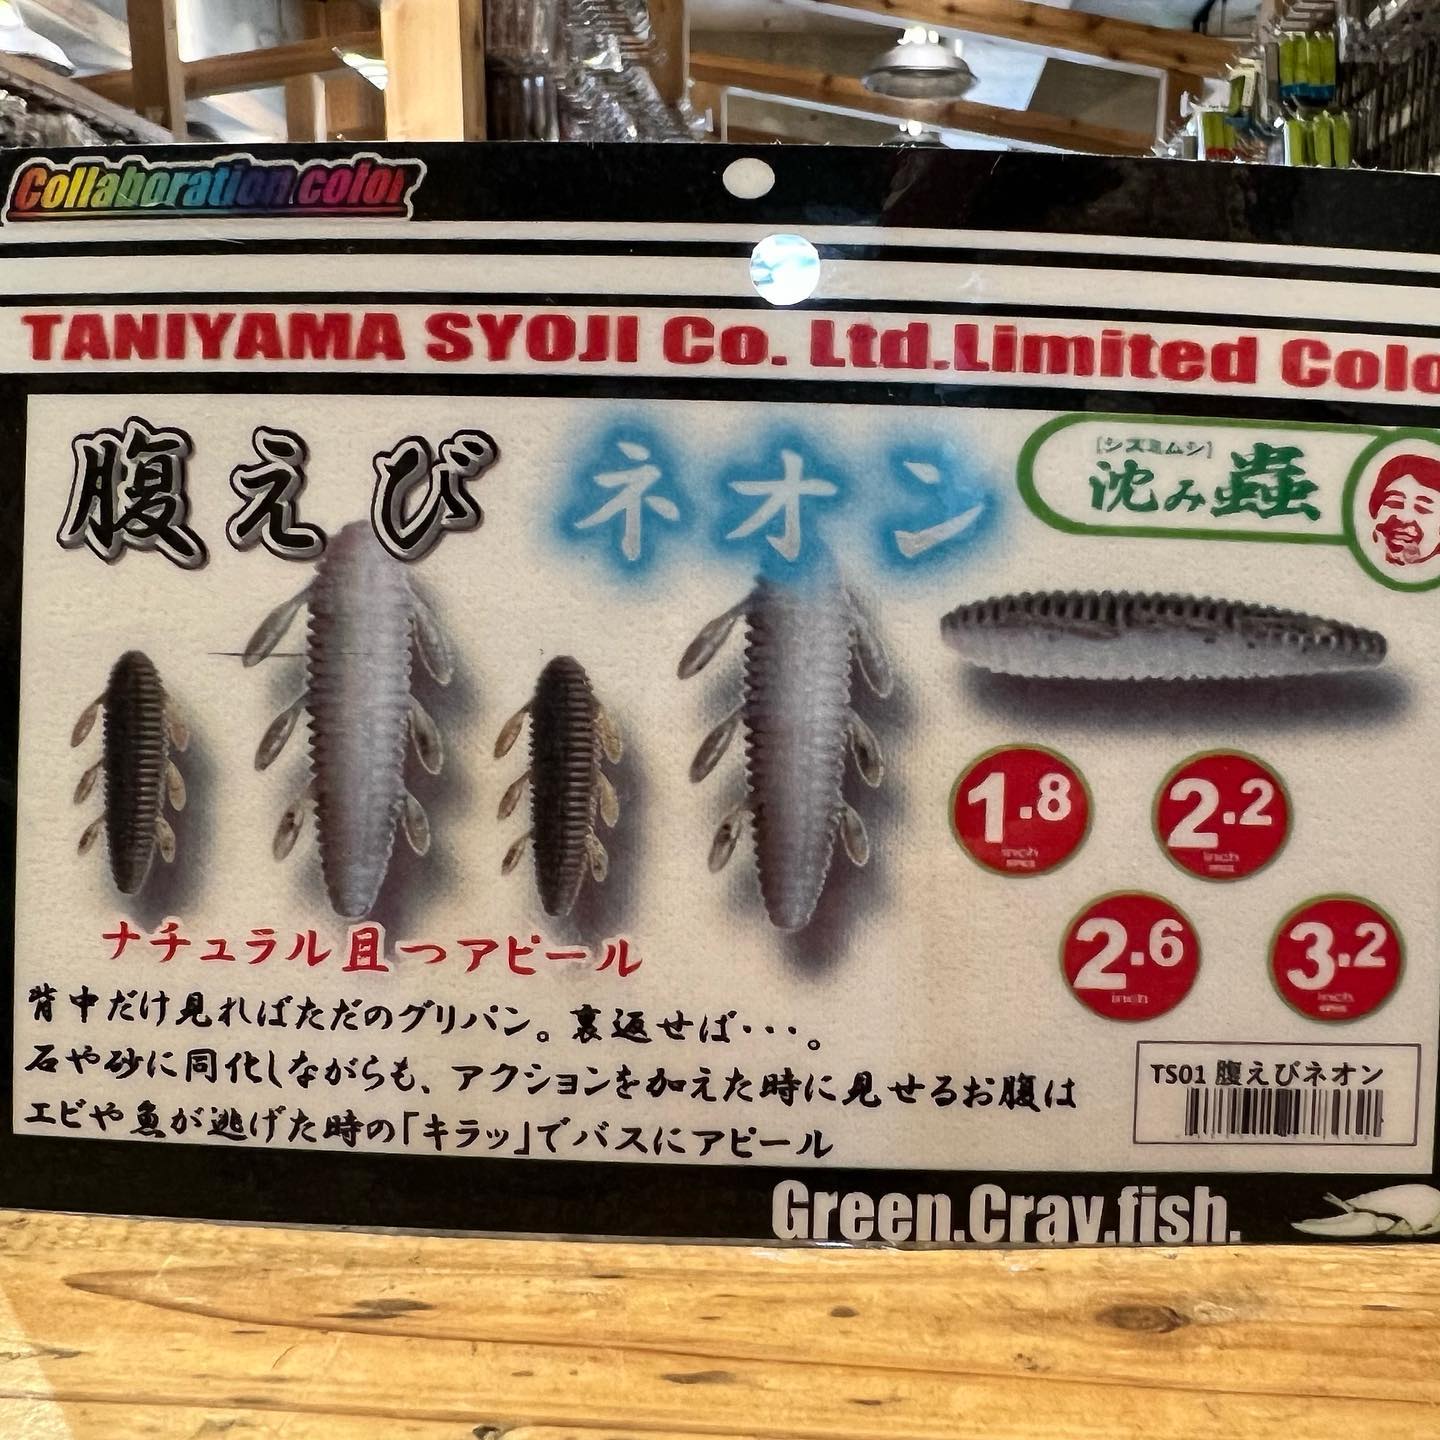 Collaboration color
TANIYAMA SYOJI Co. Ltd.Limited Colo
腹えび ネオン
[シズミムシ]
沈み蟲
1.8
inch
2.2
inch
2.6
inch
3.2
inch
ナチュラル且つアピール
背中だけ見ればただのグリパン。裏返せば・・・。
石や砂に同化しながらも、アクションを加えた時に見せるお腹は
エビや魚が逃げた時の「キラッ」でバスにアピール
TS01 腹えびネオン
Green.Cray.fish.